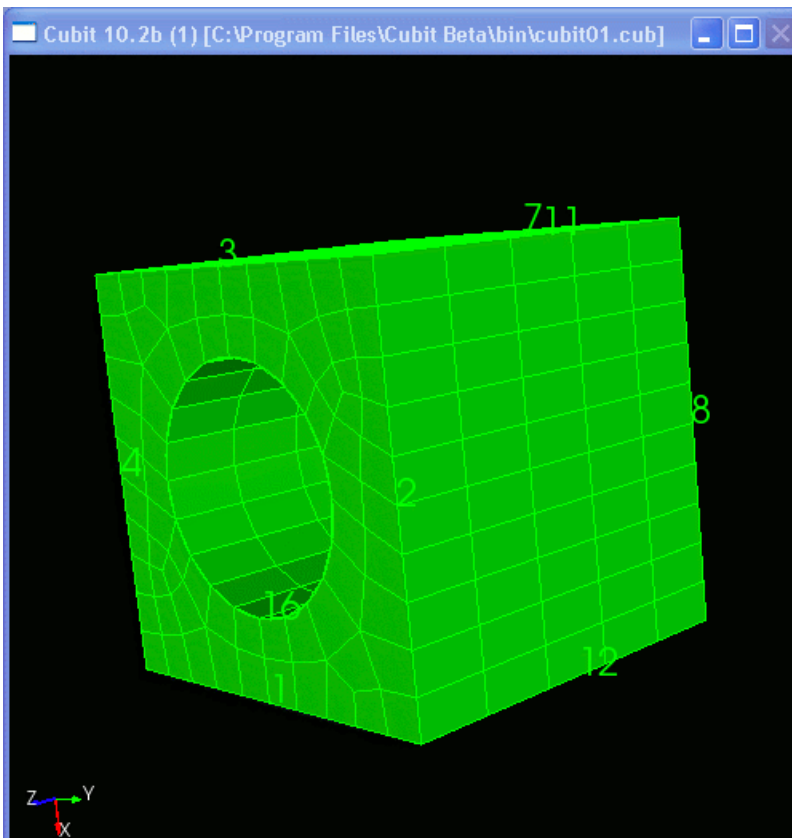 Cubit 10.2b (1) [C:\Program Files\Cubit Beta\bin\cubit01.cub]
711
3
8
4
2
16
1
12
Z
Y
X